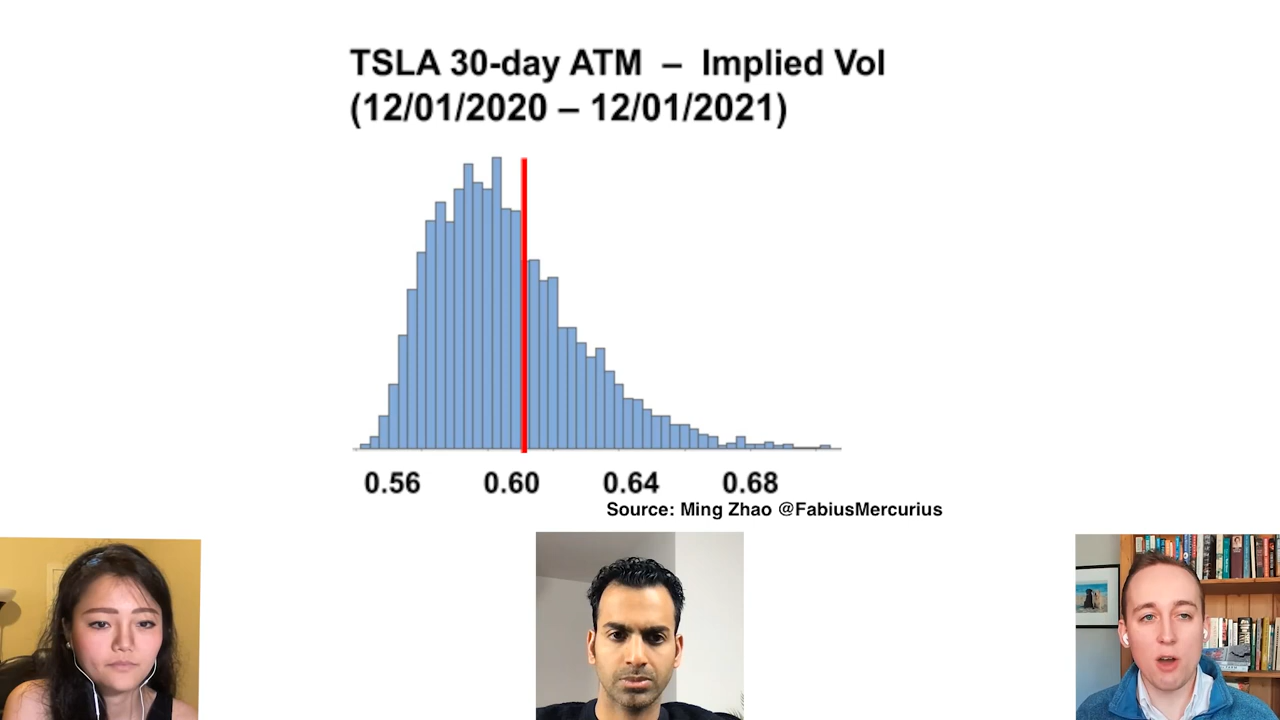 TSLA 30-day ATM – Implied Vol
(12/01/2020 – 12/01/2021)
0.56 0.60 0.64 0.68
Source: Ming Zhao @FabiusMercurius